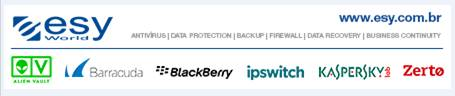 esy
World
www.esy.com.br
ANTIVÍRUS | DATA PROTECTION | BACKUP | FIREWALL | DATA RECOVERY | BUSINESS CONTINUITY
ALIEN VAULT Barracuda BlackBerry ipswitch KASPERSKY lab Zerto